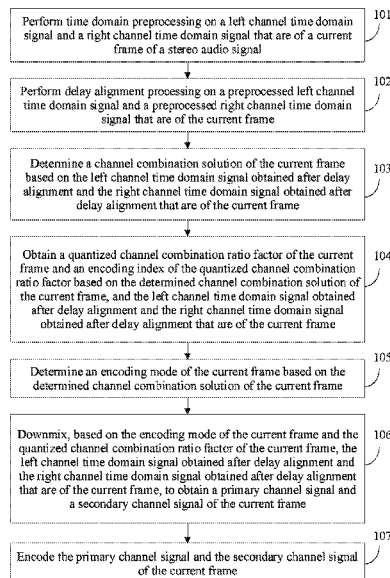 Perform time domain preprocessing on a left channel time domain
signal and a right channel time domain signal that are of a current
frame of a stereo audio signal
101
Perform delay alignment processing on a preprocessed left channel
time domain signal and a preprocessed right channel time domain
signal that are of the current frame
102
Determine a channel combination solution of the current frame
based on the left channel time domain signal obtained after delay
alignment and the right channel time domain signal obtained after
delay alignment that are of the current frame
103
Obtain a quantized channel combination ratio factor of the current
frame and an encoding index of the quantized channel combination
ratio factor based on the determined channel combination solution of
the current frame, and the left channel time domain signal obtained
after delay alignment and the right channel time domain signal
obtained after delay alignment that are of the current frame
104
Determine an encoding mode of the current frame based on the
determined channel combination solution of the current frame
105
Downmix, based on the encoding mode of the current frame and the
quantized channel combination ratio factor of the current frame, the
left channel time domain signal obtained after delay alignment and
the right channel time domain signal obtained after delay alignment
that are of the current frame, to obtain a primary channel signal and
a secondary channel signal of the current frame
106
Encode the primary channel signal and the secondary channel signal
of the current frame
107